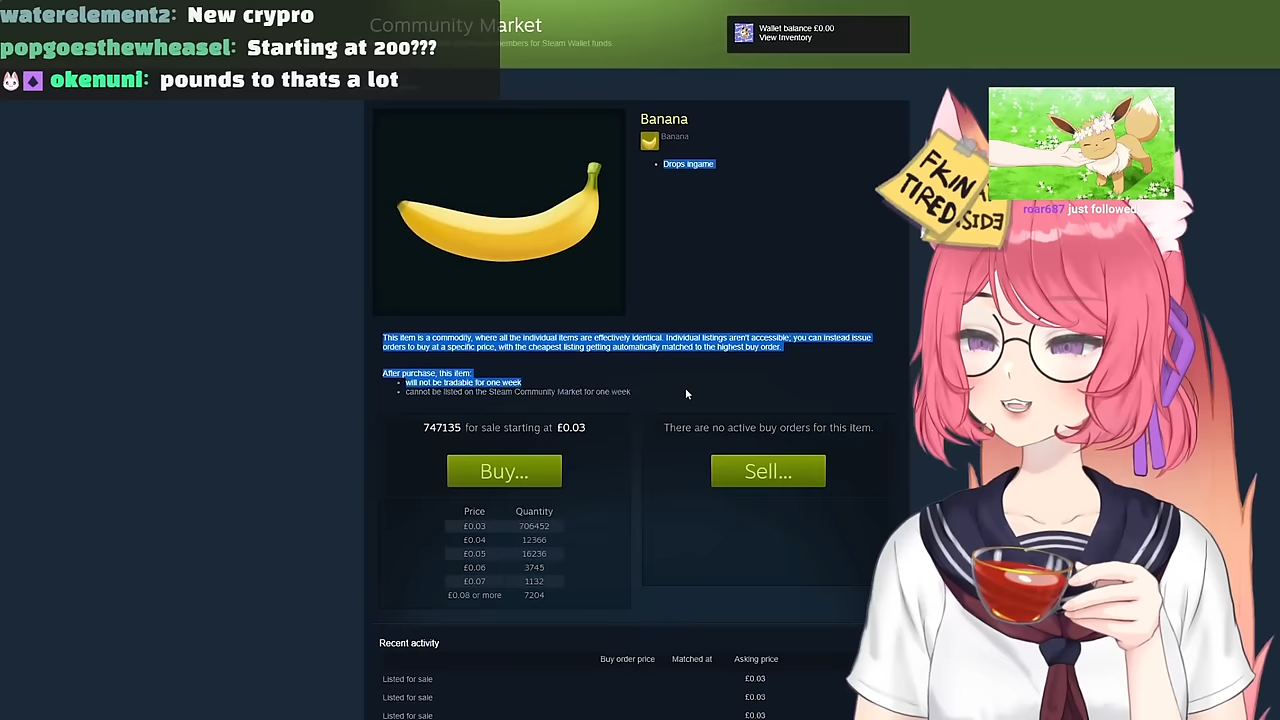 waterelement2: New crypro
popgoesthewheasel: Starting at 200???
okenuni: pounds to thats a lot
Community Market
embers for Steam Wallet funds.
Wallet balance £0.00
View Inventory
Banana
Banana
Drops ingame
This item is a commodity, where all the individual items are effectively identical. Individual listings aren't accessible; you can instead issue
orders to buy at a specific price, with the cheapest listing getting automatically matched to the highest buy order.
After purchase, this item:
will not be tradable for one week
cannot be listed on the Steam Community Market for one week
747135 for sale starting at £0.03
There are no active buy orders for this item.
Buy...
Sell...
Price Quantity
£0.03 706452
£0.04 12366
£0.05 16236
£0.06 3745
£0.07 1132
£0.08 or more 7204
Recent activity
Buy order price Matched at Asking price
Listed for sale £0.03
Listed for sale £0.03
Listed for sale £0.03
FKIN
TIRED
SIDE
roar687 just followed